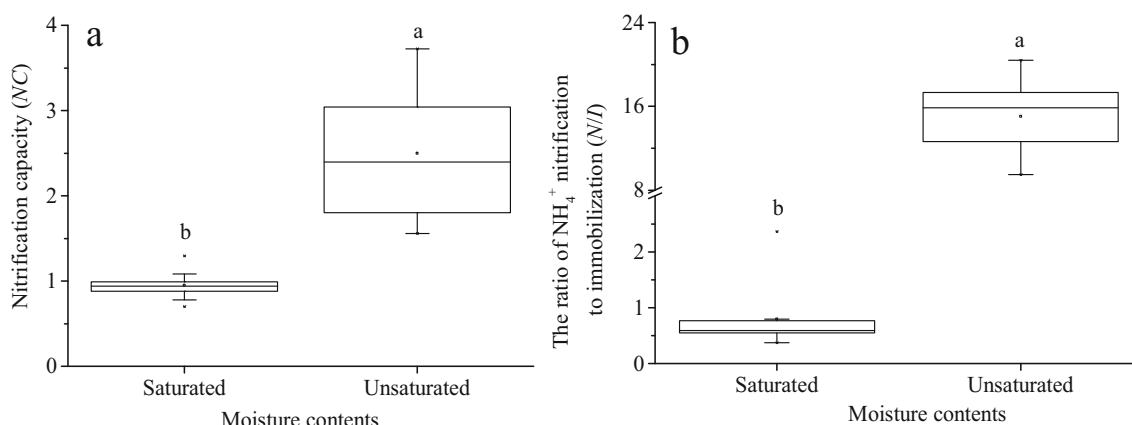 a
Nitrification capacity (NC)
4
3
2
1
0
a
b
Saturated
Unsaturated
Moisture contents
b
The ratio of NH₄⁺ nitrification
to immobilization (N/I)
24
16
8
2
1
0
a
b
Saturated
Unsaturated
Moisture contents